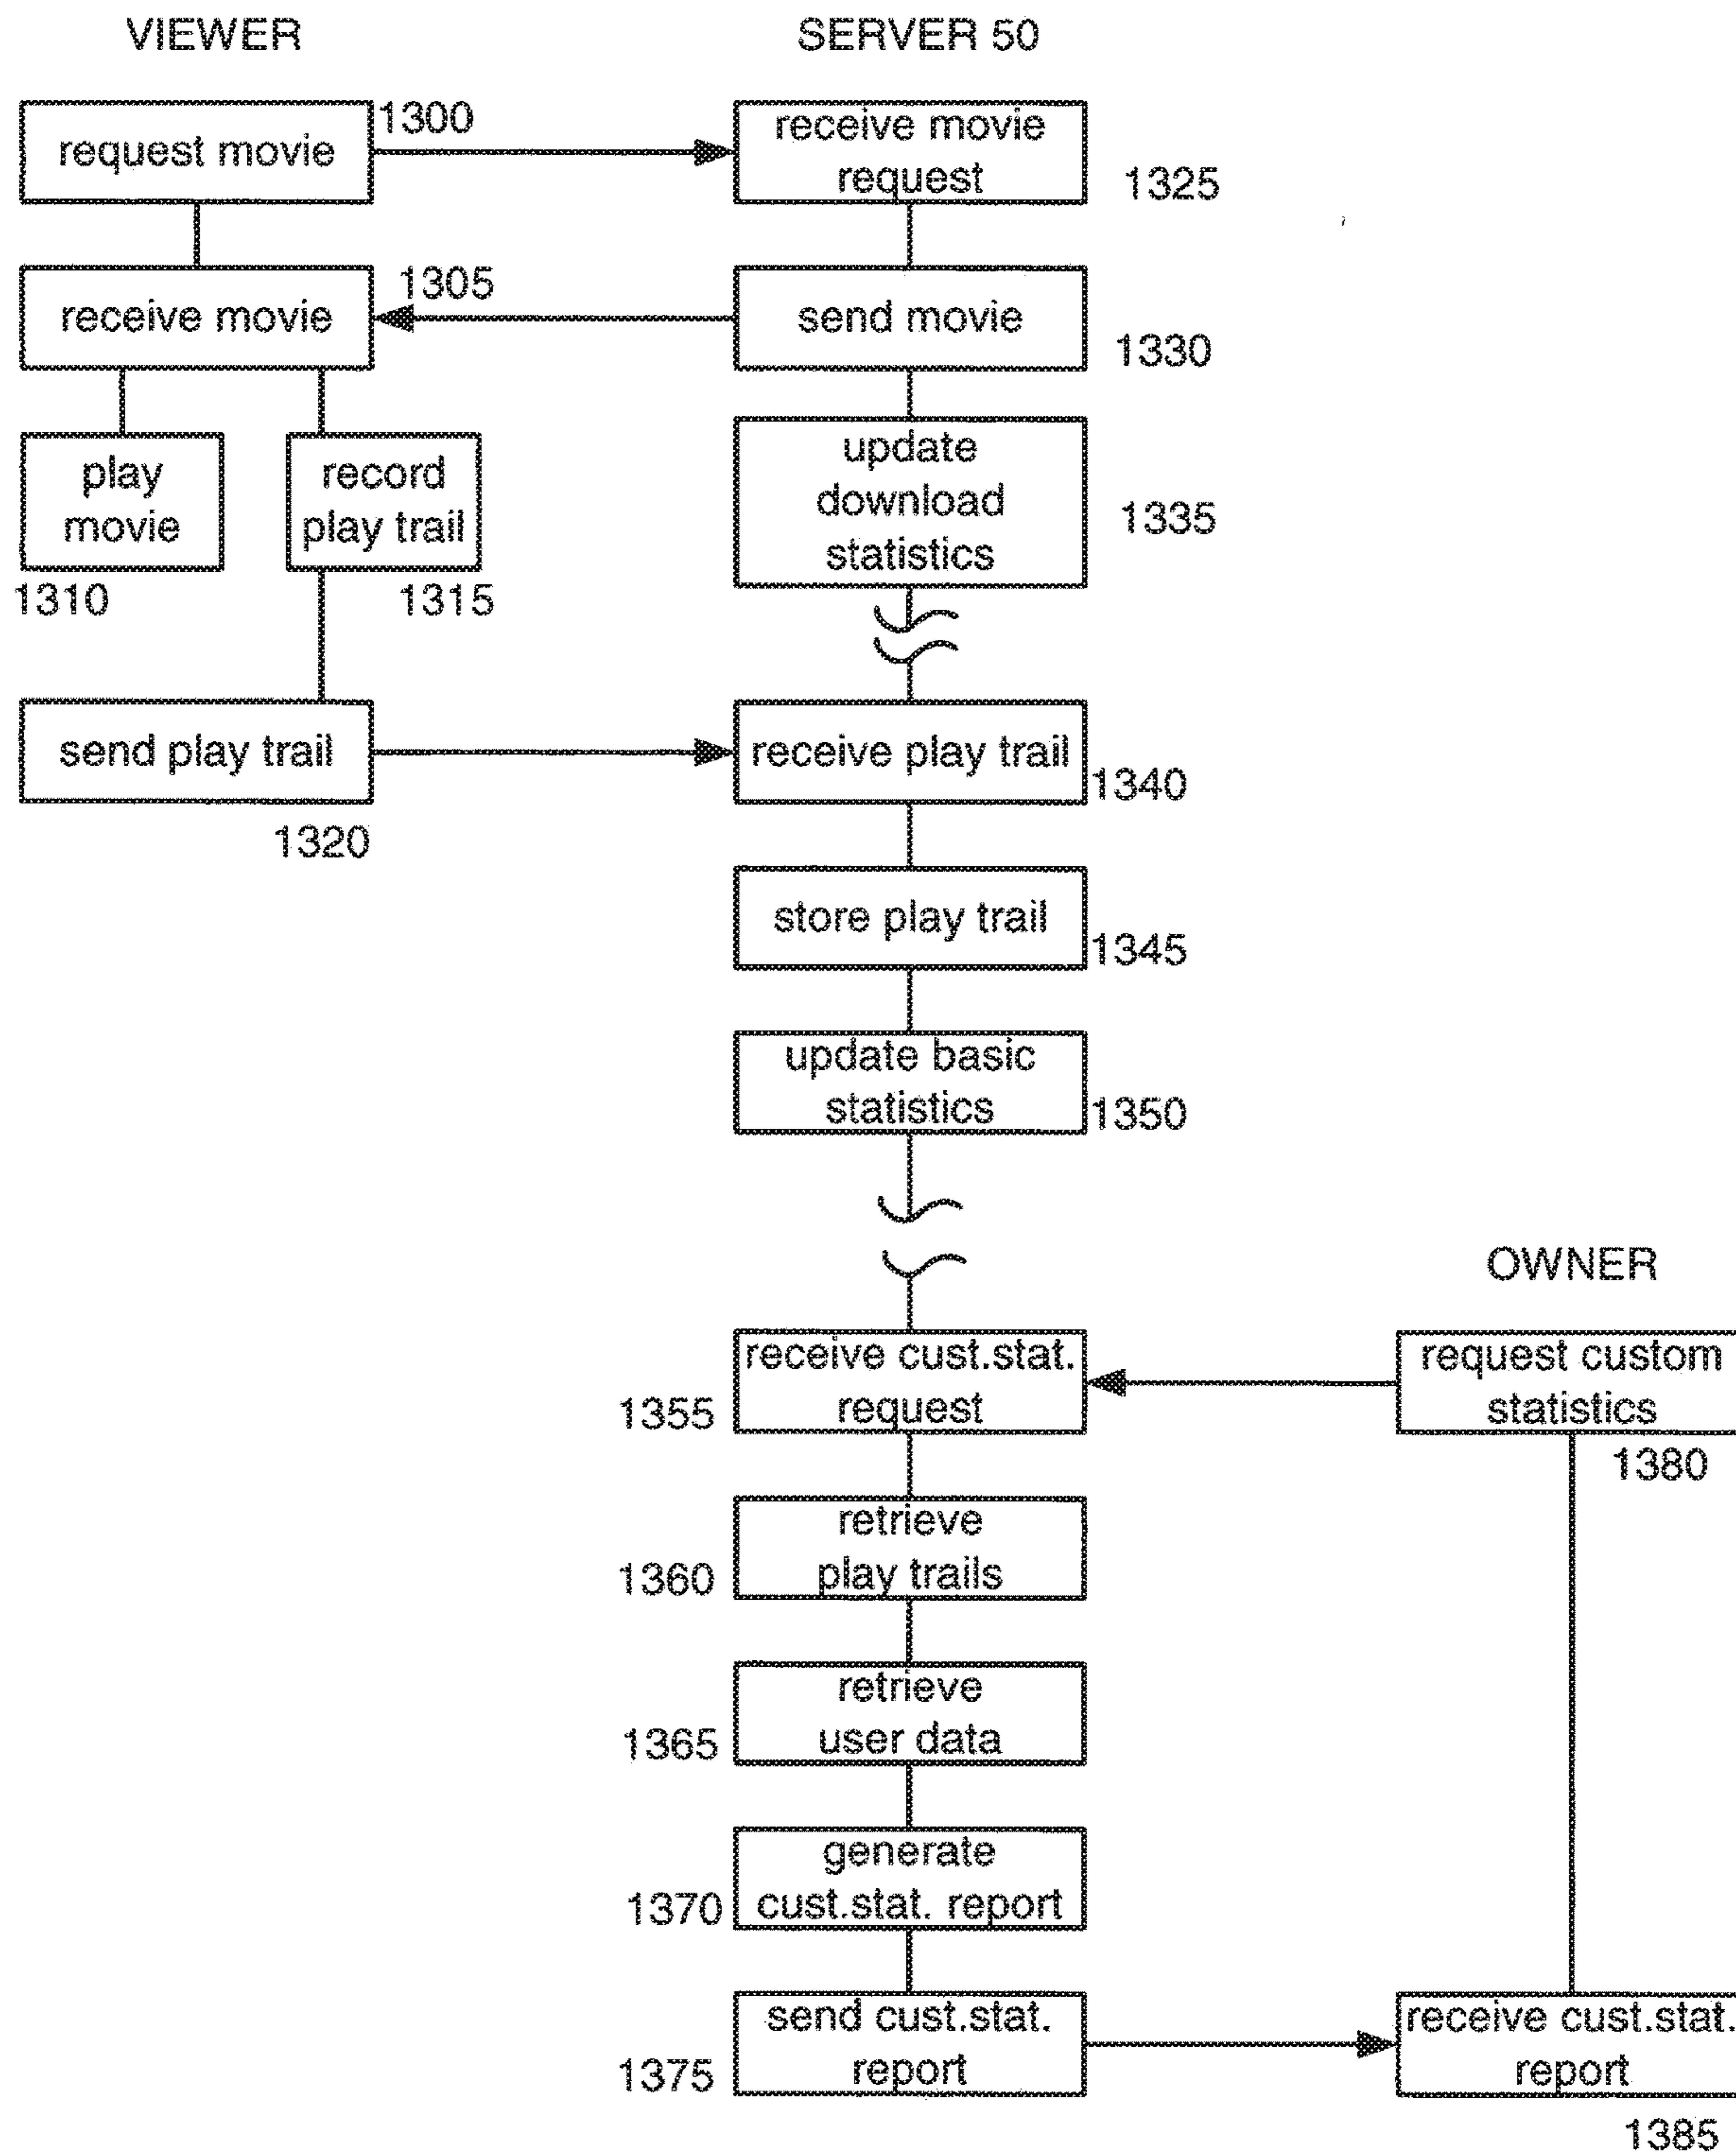 VIEWER
SERVER 50
request movie
1300
receive movie
request
1325
receive movie
1305
send movie
1330
play
movie
1310
record
play trail
1315
update
download
statistics
1335
send play trail
1320
receive play trail
1340
store play trail
1345
update basic
statistics
1350
OWNER
receive cust.stat.
request
1355
request custom
statistics
1380
retrieve
play trails
1360
retrieve
user data
1365
generate
cust.stat. report
1370
send cust.stat.
report
1375
receive cust.stat.
report
1385